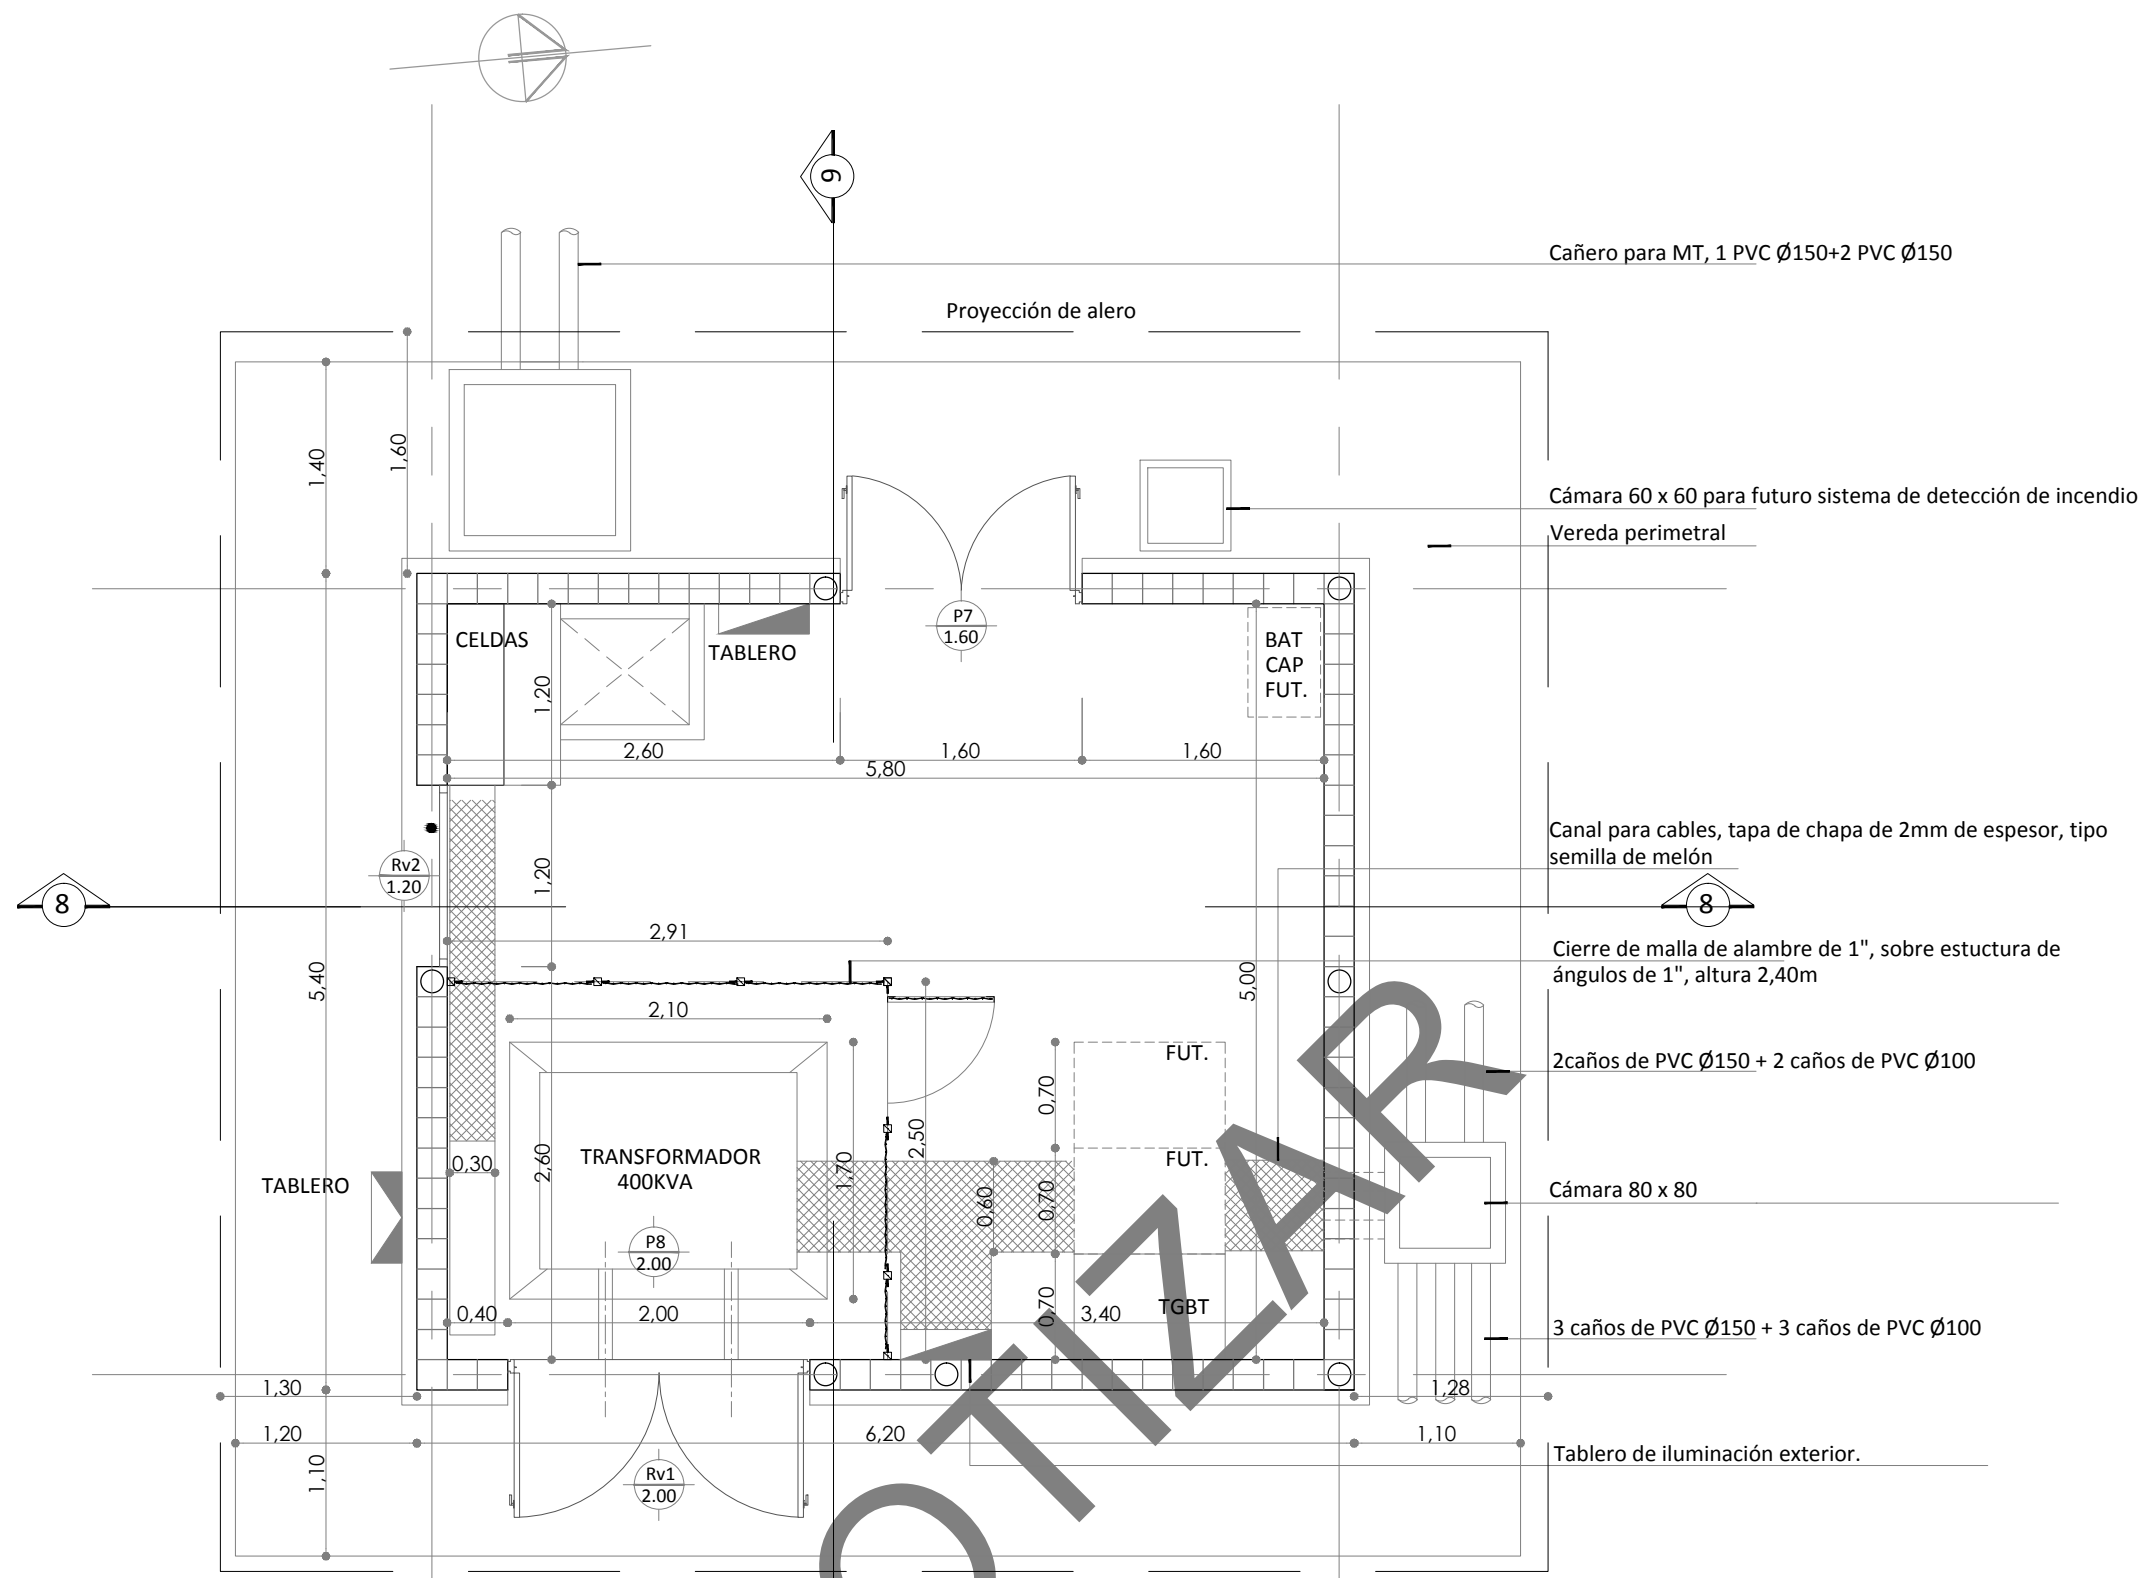 9
Cañero para MT, 1 PVC Ø150+2 PVC Ø150
Proyección de alero
1,60
1,40
Cámara 60 x 60 para futuro sistema de detección de incendio
Vereda perimetral
P7
1.60
CELDAS
TABLERO
BAT
CAP
FUT.
1,20
2,60
1,60
1,60
5,80
Canal para cables, tapa de chapa de 2mm de espesor, tipo
semilla de melón
Rv2
1.20
1,20
8
8
2,91
Cierre de malla de alambre de 1", sobre estuctura de
ángulos de 1", altura 2,40m
5,40
5,00
2,10
FUT.
2caños de PVC Ø150 + 2 caños de PVC Ø100
0,70
2,50
0,30
2,60
TRANSFORMADOR
400KVA
1,70
FUT.
TABLERO
0,60
0,70
Cámara 80 x 80
P8
2.00
0,40
2,00
0,70
3,40
TGBT
3 caños de PVC Ø150 + 3 caños de PVC Ø100
1,30
1,28
1,20
6,20
1,10
1,10
Rv1
2.00
Tablero de iluminación exterior.
OTIZAR